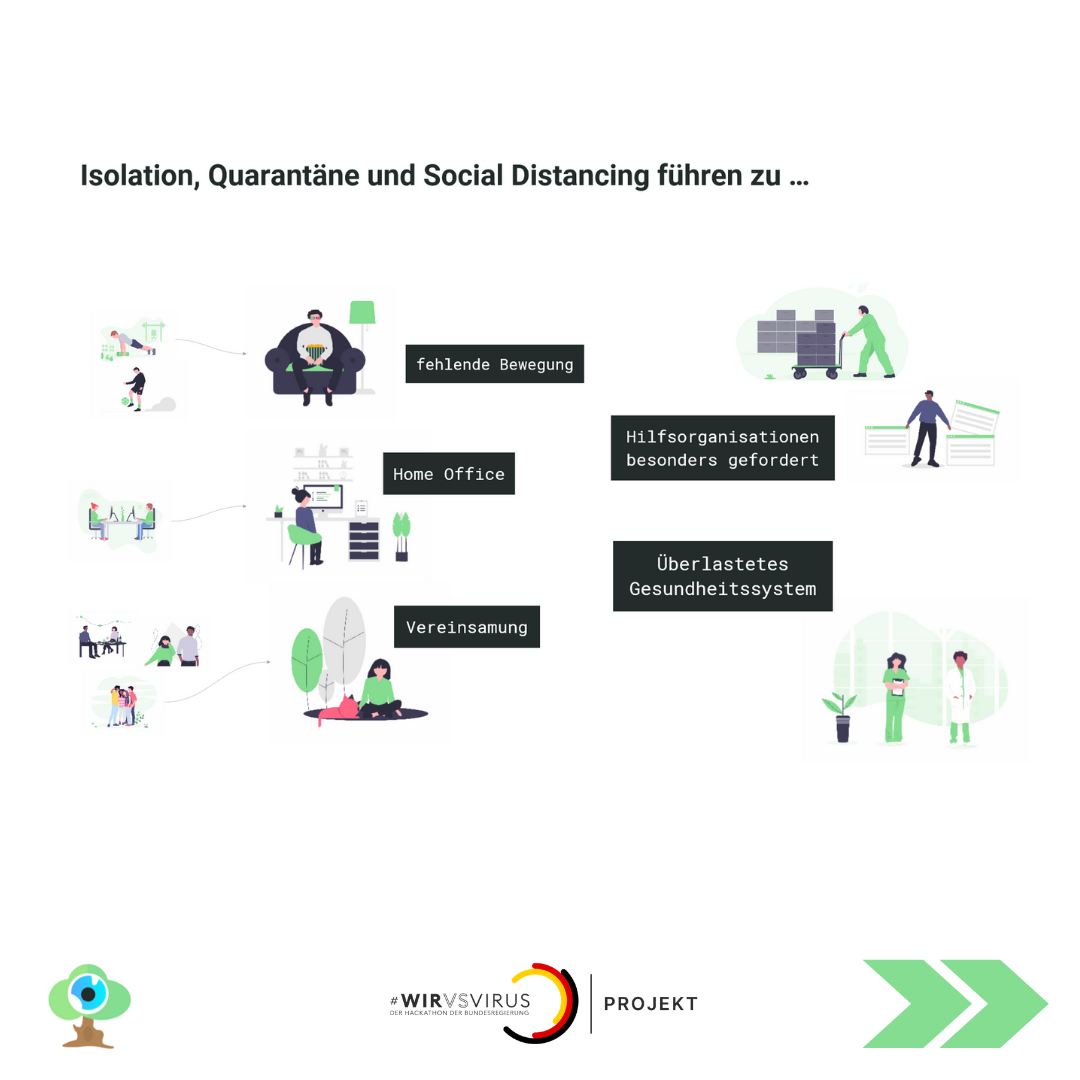 Isolation, Quarantäne und Social Distancing führen zu …
fehlende Bewegung
Home Office
Vereinsamung
Hilfsorganisationen
besonders gefordert
Überlastetes
Gesundheitssystem
#WIRVSVIRUS
DER HACKATHON DER BUNDESREGIERUNG
PROJEKT